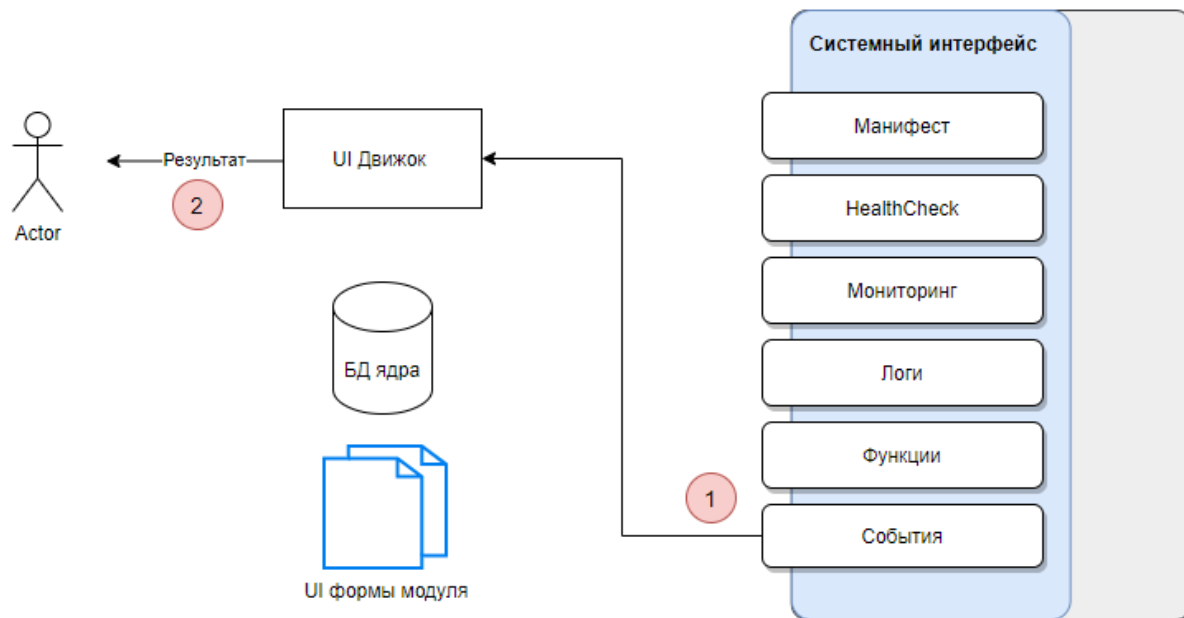 Системный интерфейс
Манифест
HealthCheck
Мониторинг
Логи
Функции
События
1
UI Движок
Результат
2
Actor
БД ядра
UI формы модуля